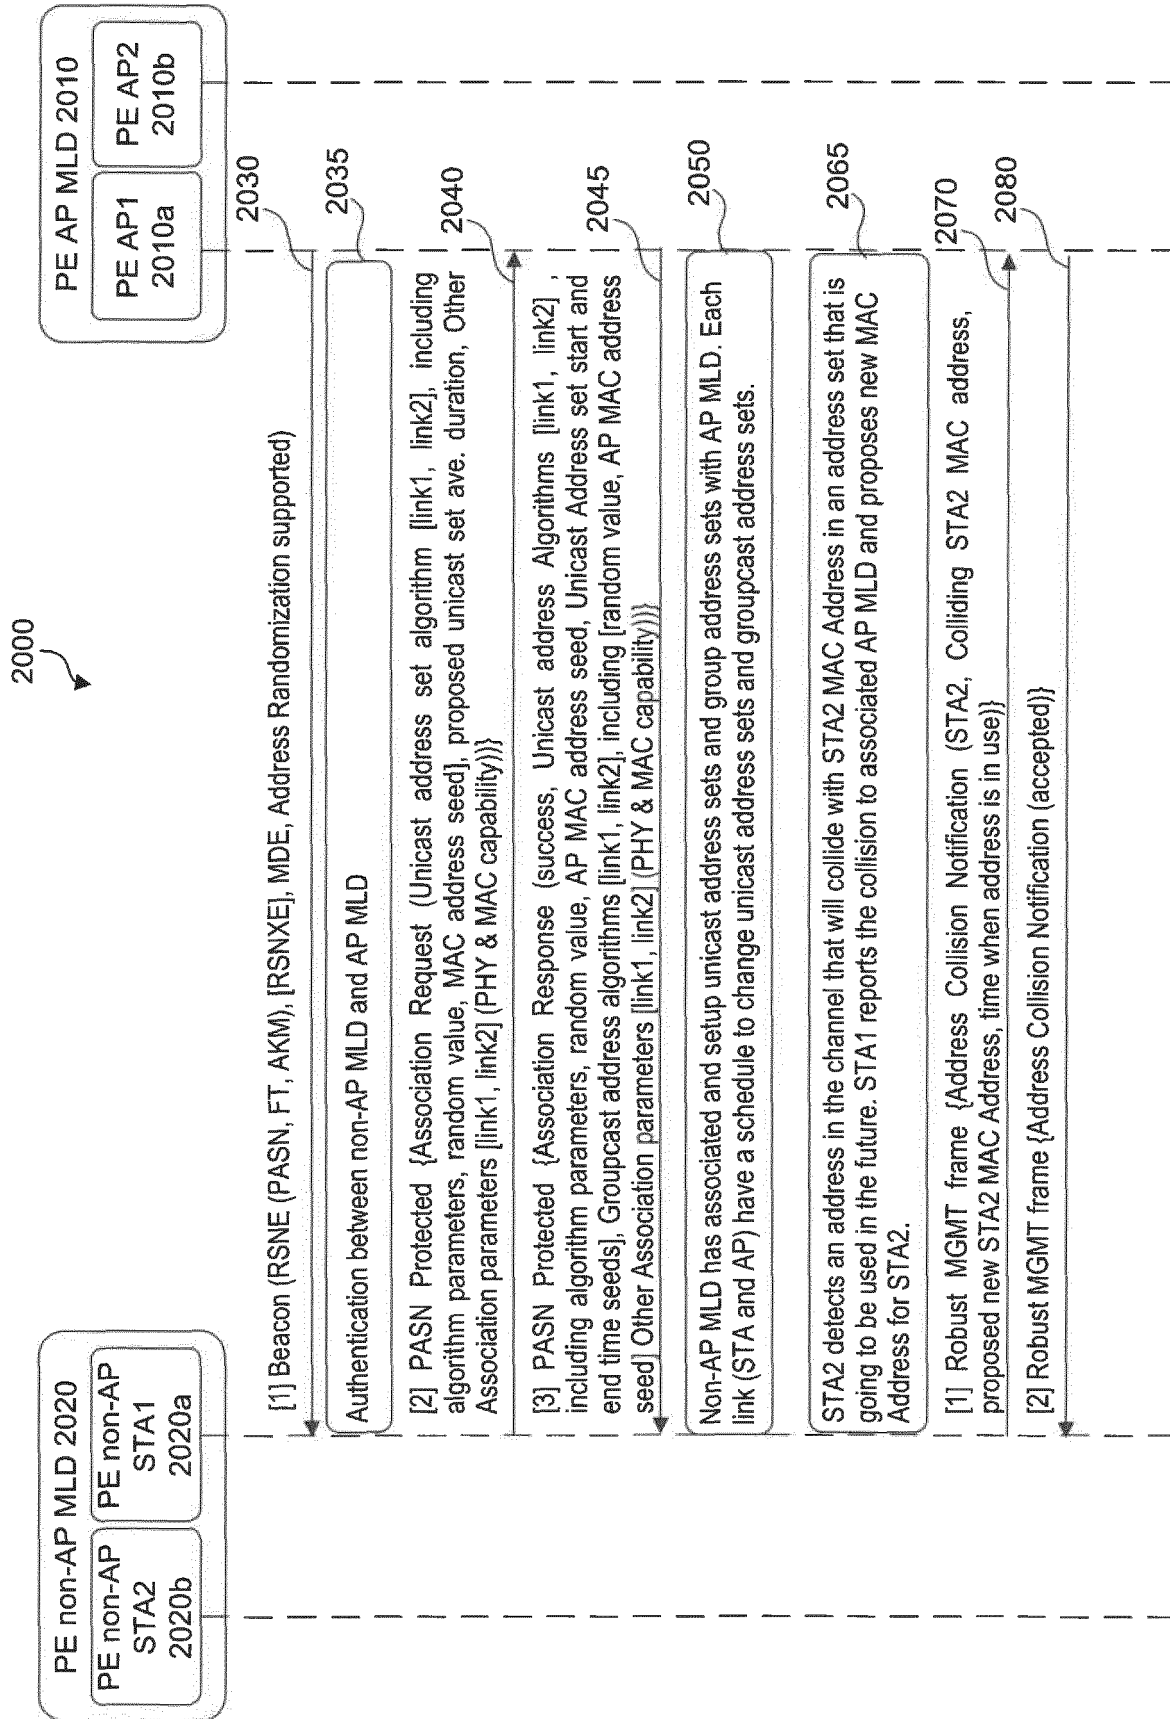 2000
PE non-AP MLD 2020
PE non-AP
STA2
2020b
PE non-AP
STA1
2020a
PE AP MLD 2010
PE AP1
2010a
PE AP2
2010b
[1] Beacon (RSNE (PASN, FT, AKM), [RSNXE], MDE, Address Randomization supported)
2030
Authentication between non-AP MLD and AP MLD
2035
[2] PASN Protected {Association Request (Unicast address set algorithm [link1, link2], including
algorithm parameters, random value, MAC address seed], proposed unicast set ave. duration, Other
Association parameters [link1, link2] (PHY & MAC capability))}
2040
[3] PASN Protected {Association Response (success, Unicast address Algorithms [link1, link2] ,
including algorithm parameters, random value, AP MAC address seed, Unicast Address set start and
end time seeds], Groupcast address algorithms [link1, link2], including [random value, AP MAC address
seed] Other Association parameters [link1, link2] (PHY & MAC capability)))}
2045
Non-AP MLD has associated and setup unicast address sets and group address sets with AP MLD. Each
link (STA and AP) have a schedule to change unicast address sets and groupcast address sets.
2050
STA2 detects an address in the channel that will collide with STA2 MAC Address in an address set that is
going to be used in the future. STA1 reports the collision to associated AP MLD and proposes new MAC
Address for STA2.
2065
[1] Robust MGMT frame {Address Collision Notification (STA2, Colliding STA2 MAC address,
proposed new STA2 MAC Address, time when address is in use)}
2070
[2] Robust MGMT frame {Address Collision Notification (accepted)}
2080